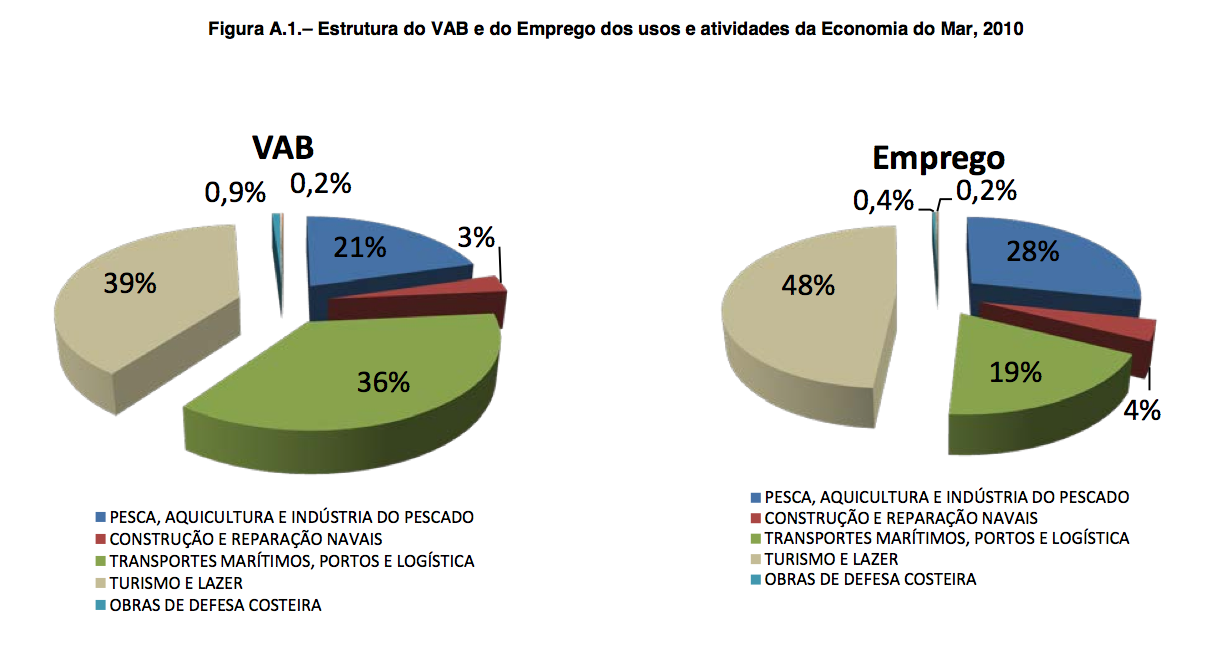 Figura A.1.– Estrutura do VAB e do Emprego dos usos e atividades da Economia do Mar, 2010
VAB
0,9%
0,2%
21%
3%
39%
36%
PESCA, AQUICULTURA E INDÚSTRIA DO PESCADO
CONSTRUÇÃO E REPARAÇÃO NAVAIS
TRANSPORTES MARÍTIMOS, PORTOS E LOGÍSTICA
TURISMO E LAZER
OBRAS DE DEFESA COSTEIRA
Emprego
0,4%
0,2%
28%
48%
19%
4%
PESCA, AQUICULTURA E INDÚSTRIA DO PESCADO
CONSTRUÇÃO E REPARAÇÃO NAVAIS
TRANSPORTES MARÍTIMOS, PORTOS E LOGÍSTICA
TURISMO E LAZER
OBRAS DE DEFESA COSTEIRA